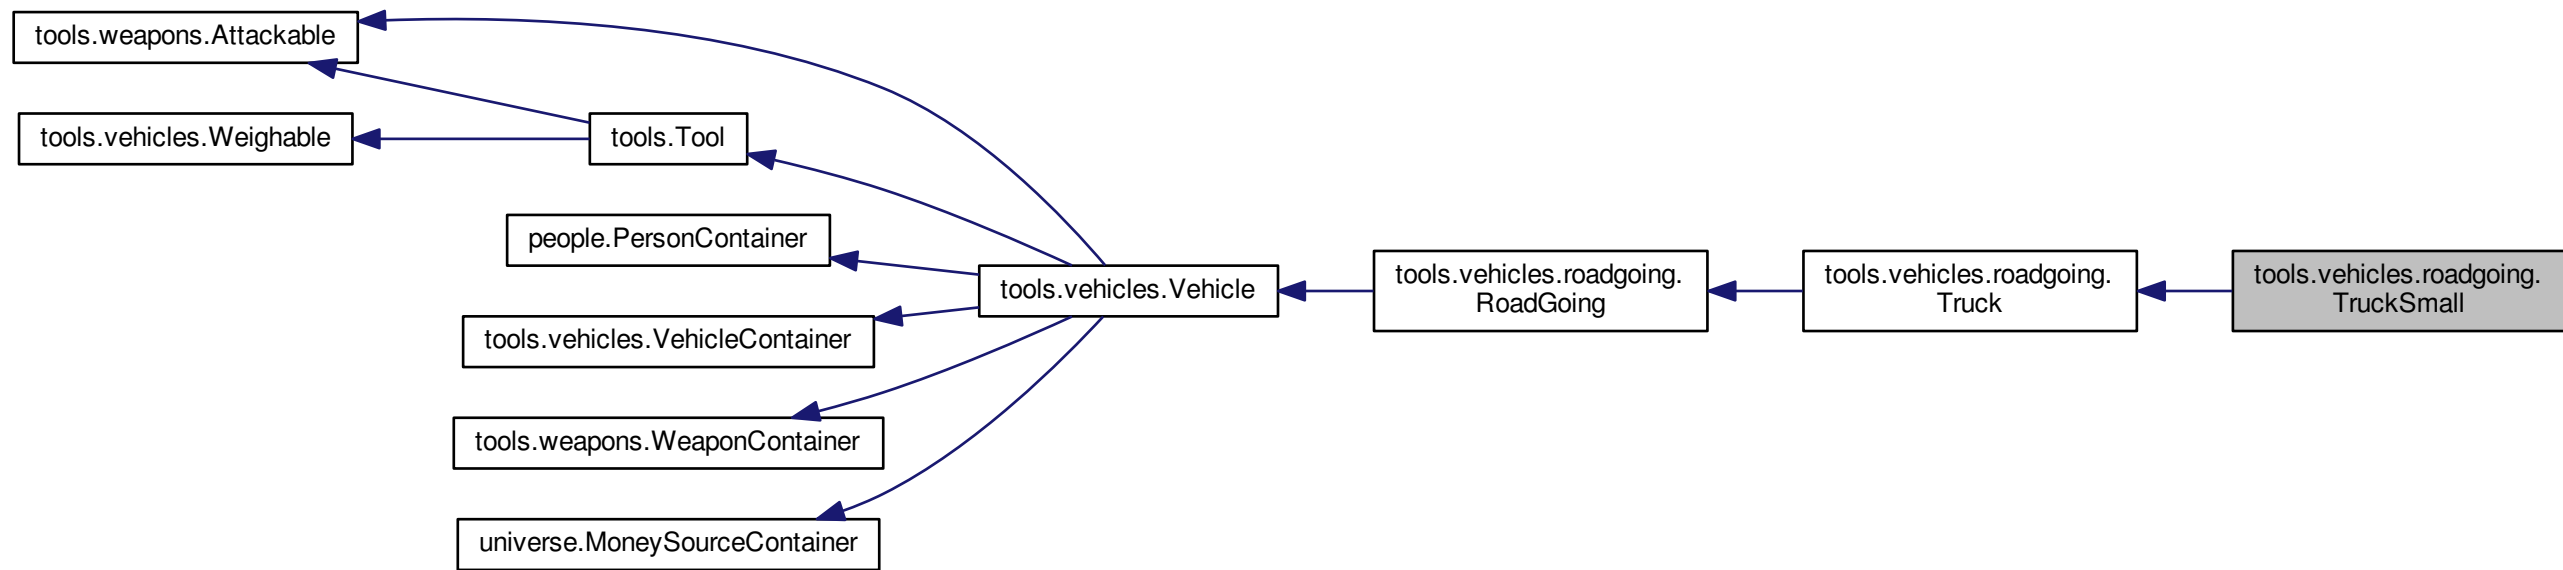 tools.weapons.Attackable
tools.vehicles.Weighable
tools.Tool
people.PersonContainer
tools.vehicles.VehicleContainer
tools.weapons.WeaponContainer
universe.MoneySourceContainer
tools.vehicles.Vehicle
tools.vehicles.roadgoing.
RoadGoing
tools.vehicles.roadgoing.
Truck
tools.vehicles.roadgoing.
TruckSmall